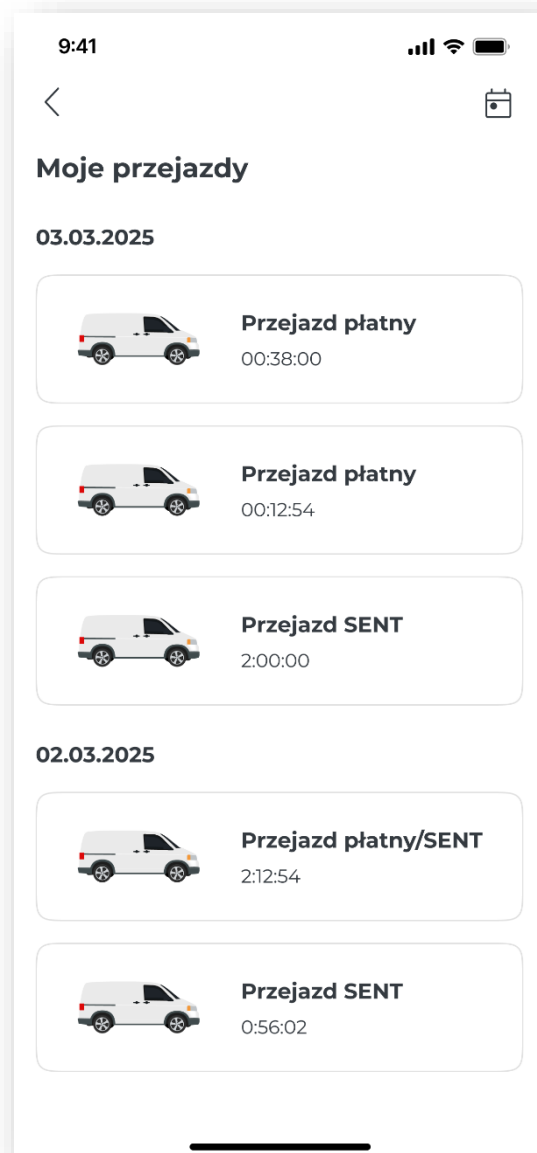 9:41
Moje przejazdy
03.03.2025
Przejazd płatny
00:38:00
Przejazd płatny
00:12:54
Przejazd SENT
2:00:00
02.03.2025
Przejazd płatny/SENT
2:12:54
Przejazd SENT
0:56:02